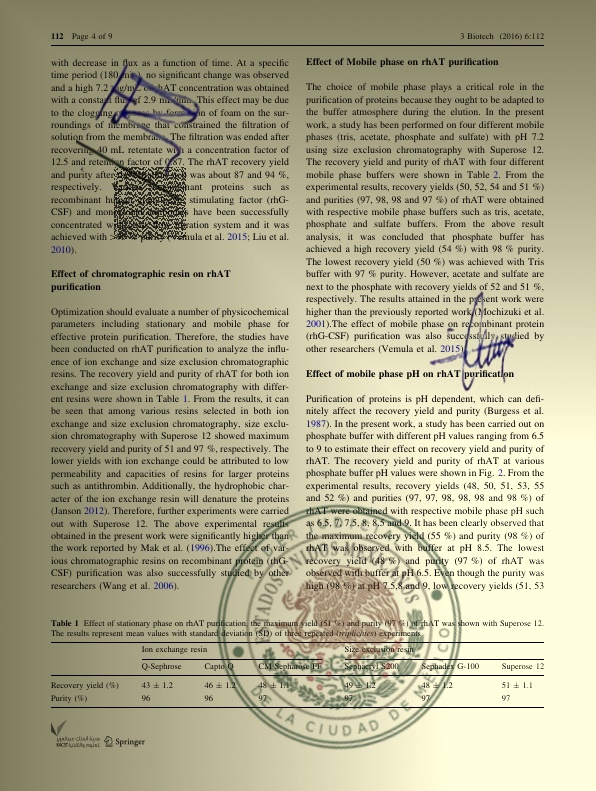 112 Page 4 of 9
3 Biotech (2016) 6:112
with decrease in flux as a function of time. At a specific
time period (180 no significant change was observed
and a high 7.2 concentration was obtained
with a constant of 2.9 This effect may be due
to the of foam on the sur-
roundings of membrane that constrained the filtration of
solution from the membrane. The filtration was ended after
recovering 40 mL retentate with a concentration factor of
12.5 and retention factor of 0.87. The rhAT recovery yield
and purity after was about 87 and 94 %,
respectively. proteins such as
recombinant stimulating factor (rhG-
CSF) and have been successfully
concentrated system and it was
achieved with (Vemula et al. 2015; Liu et al.
2010).
Effect of chromatographic resin on rhAT
purification
Optimization should evaluate a number of physicochemical
parameters including stationary and mobile phase for
effective protein purification. Therefore, the studies have
been conducted on rhAT purification to analyze the influ-
ence of ion exchange and size exclusion chromatographic
resins. The recovery yield and purity of rhAT for both ion
exchange and size exclusion chromatography with differ-
ent resins were shown in Table 1. From the results, it can
be seen that among various resins selected in both ion
exchange and size exclusion chromatography, size exclu-
sion chromatography with Superose 12 showed maximum
recovery yield and purity of 51 and 97 %, respectively. The
lower yields with ion exchange could be attributed to low
permeability and capacities of resins for larger proteins
such as antithrombin. Additionally, the hydrophobic char-
acter of the ion exchange resin will denature the proteins
(Janson 2012). Therefore, further experiments were carried
out with Superose 12. The above experimental results
obtained in the present work were significantly higher than
the work reported by Mak et al. (1996).The effect of var-
ious chromatographic resins on recombinant protein (rhG-
CSF) purification was also successfully studied by other
researchers (Wang et al. 2006).
Effect of Mobile phase on rhAT purification
The choice of mobile phase plays a critical role in the
purification of proteins because they ought to be adapted to
the buffer atmosphere during the elution. In the present
work, a study has been performed on four different mobile
phases (tris, acetate, phosphate and sulfate) with pH 7.2
using size exclusion chromatography with Superose 12.
The recovery yield and purity of rhAT with four different
mobile phase buffers were shown in Table 2. From the
experimental results, recovery yields (50, 52, 54 and 51 %)
and purities (97, 98, 98 and 97 %) of rhAT were obtained
with respective mobile phase buffers such as tris, acetate,
phosphate and sulfate buffers. From the above result
analysis, it was concluded that phosphate buffer has
achieved a high recovery yield (54 %) with 98 % purity.
The lowest recovery yield (50 %) was achieved with Tris
buffer with 97 % purity. However, acetate and sulfate are
next to the phosphate with recovery yields of 52 and 51 %,
respectively. The results attained in the present work were
higher than the previously reported work (Mochizuki et al.
2001).The effect of mobile phase on recombinant protein
(rhG-CSF) purification was also successfully studied by
other researchers (Vemula et al. 2015).
Effect of mobile phase pH on rhAT purification
Purification of proteins is pH dependent, which can defi-
nitely affect the recovery yield and purity (Burgess et al.
1987). In the present work, a study has been carried out on
phosphate buffer with different pH values ranging from 6.5
to 9 to estimate their effect on recovery yield and purity of
rhAT. The recovery yield and purity of rhAT at various
phosphate buffer pH values were shown in Fig. 2. From the
experimental results, recovery yields (48, 50, 51, 53, 55
and 52 %) and purities (97, 97, 98, 98, 98 and 98 %) of
rhAT were obtained with respective mobile phase pH such
as 6.5, 7, 7.5, 8, 8.5 and 9. It has been clearly observed that
the maximum recovery yield (55 %) and purity (98 %) of
rhAT was observed with buffer at pH 8.5. The lowest
recovery yield (48 %) and purity (97 %) of rhAT was
observed with buffer at pH 6.5. Even though the purity was
high (98 %) at pH 7.5,8 and 9, low recovery yields (51, 53
Table 1 Effect of stationary phase on rhAT purification, the maximum yield (51 %) and purity (97 %) of rhAT was shown with Superose 12.
The results represent mean values with standard deviation (SD) of three repeated (triplicates) experiments
Ion exchange resin Size exclusion resin
Q-Sephrose Capto Q CM Sepharose FF Sephacryl S200 Sephadex G-100 Superose 12
Recovery yield (%) 43 ± 1.2 46 ± 1.2 48 ± 1.1 49 ± 1.2 48 ± 1.2 51 ± 1.1
Purity (%) 96 96 97 97 97 97
ESTADOS UNIDOS MEXICANOS
LA CIUDAD DE MEXICO
KACST
Springer